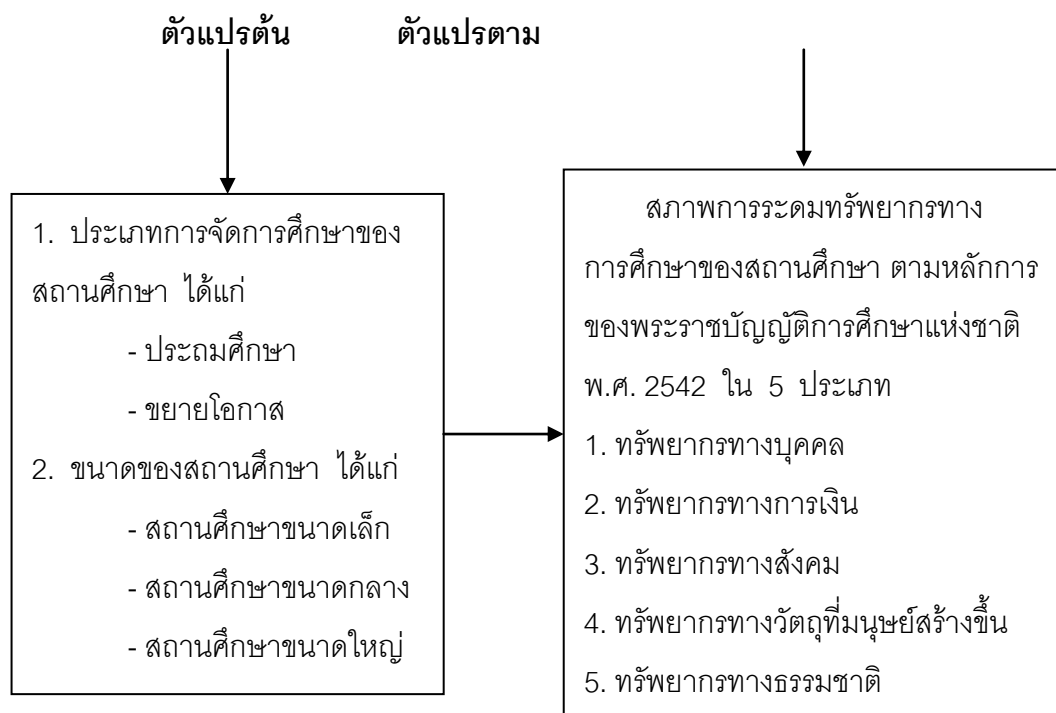 ตัวแปรต้น ตัวแปรตาม
1. ประเภทการจัดการศึกษาของ
สถานศึกษา ได้แก่
- ประถมศึกษา
- ขยายโอกาส
2. ขนาดของสถานศึกษา ได้แก่
- สถานศึกษาขนาดเล็ก
- สถานศึกษาขนาดกลาง
- สถานศึกษาขนาดใหญ่
สภาพการระดมทรัพยากรทาง
การศึกษาของสถานศึกษา ตามหลักการ
ของพระราชบัญญัติการศึกษาแห่งชาติ
พ.ศ. 2542 ใน 5 ประเภท
1. ทรัพยากรทางบุคคล
2. ทรัพยากรทางการเงิน
3. ทรัพยากรทางสังคม
4. ทรัพยากรทางวัตถุที่มนุษย์สร้างขึ้น
5. ทรัพยากรทางธรรมชาติ